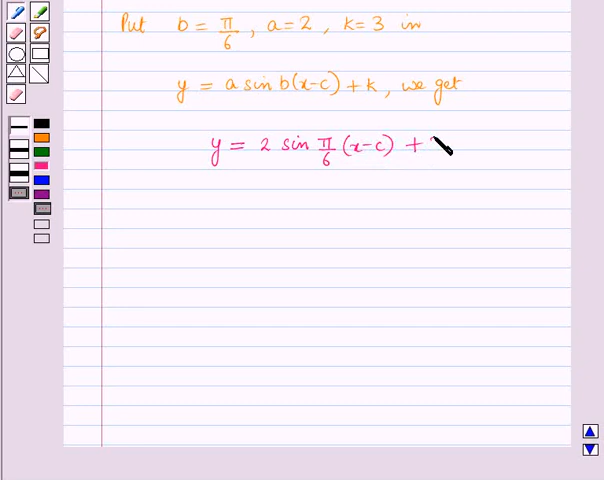 Put b = π/6, a=2, k=3 in
y = a sin b(x-c) + k, we get
y = 2 sin π/6 (x-c) +